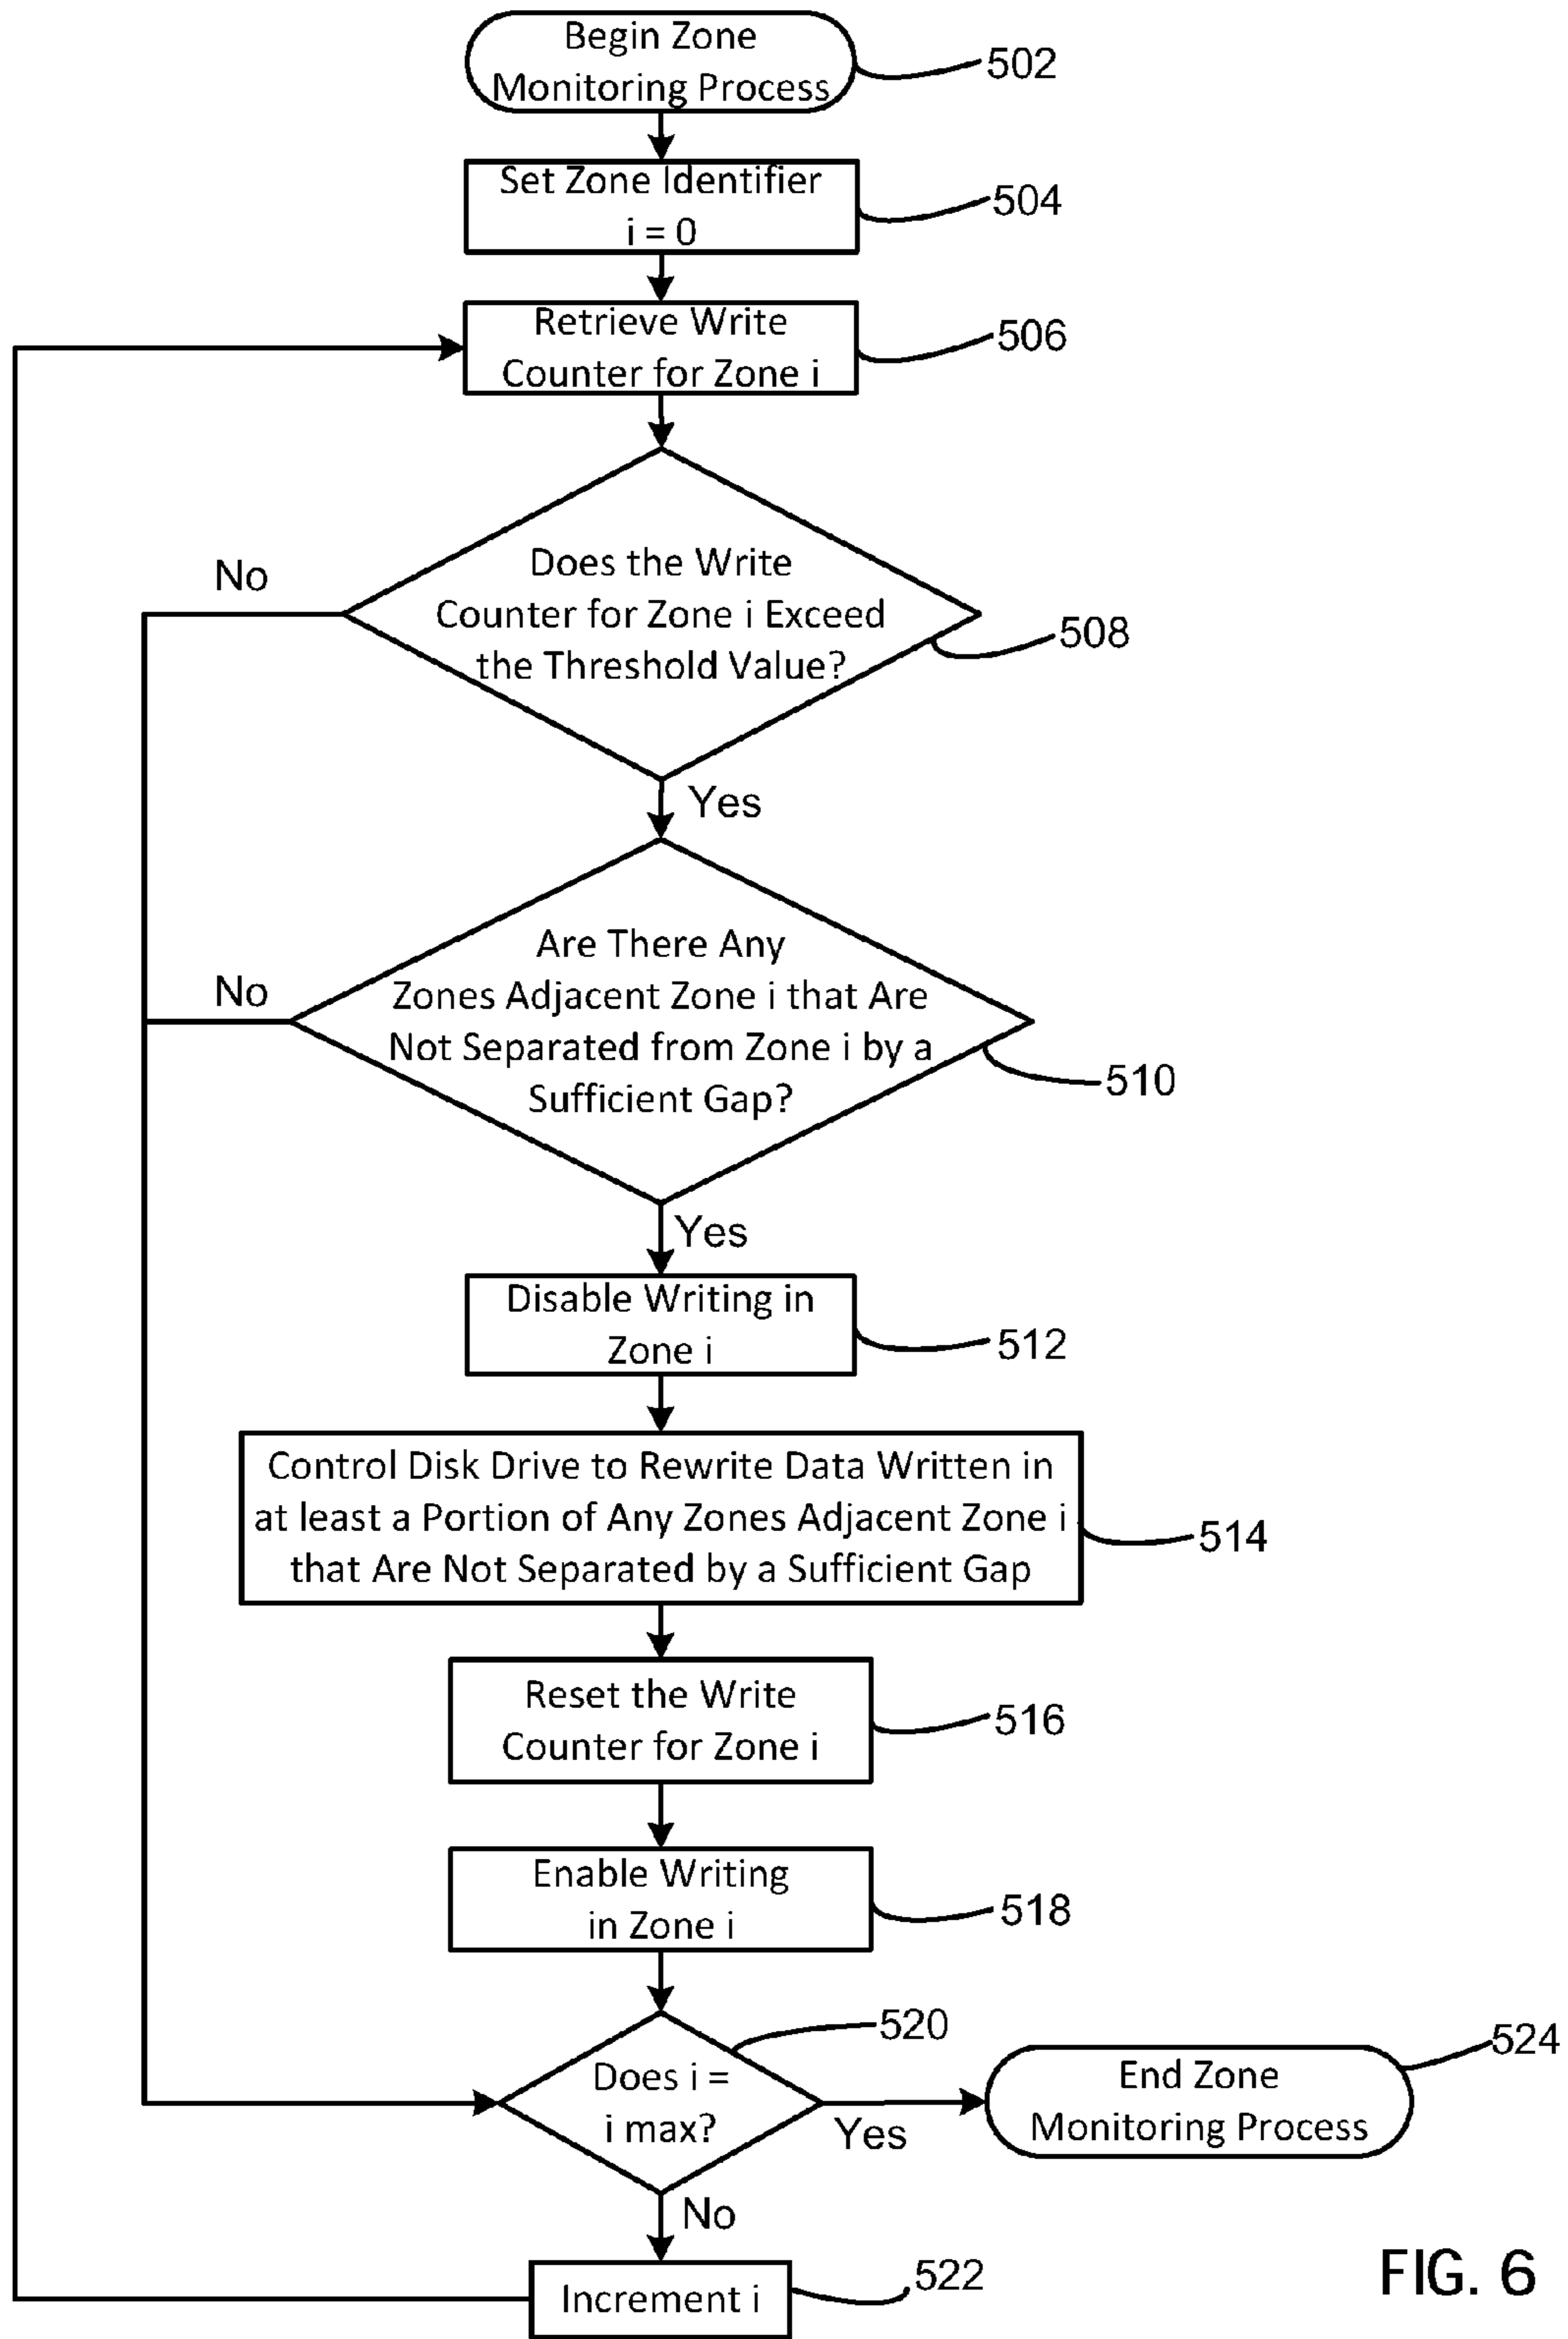 Begin Zone
Monitoring Process
502
Set Zone Identifier
i = 0
504
Retrieve Write
Counter for Zone i
506
Does the Write
Counter for Zone i Exceed
the Threshold Value?
508
No
Yes
Are There Any
Zones Adjacent Zone i that Are
Not Separated from Zone i by a
Sufficient Gap?
510
No
Yes
Disable Writing in
Zone i
512
Control Disk Drive to Rewrite Data Written in
at least a Portion of Any Zones Adjacent Zone i
that Are Not Separated by a Sufficient Gap
514
Reset the Write
Counter for Zone i
516
Enable Writing
in Zone i
518
Does i =
i max?
520
Yes
End Zone
Monitoring Process
524
No
Increment i
522
FIG. 6